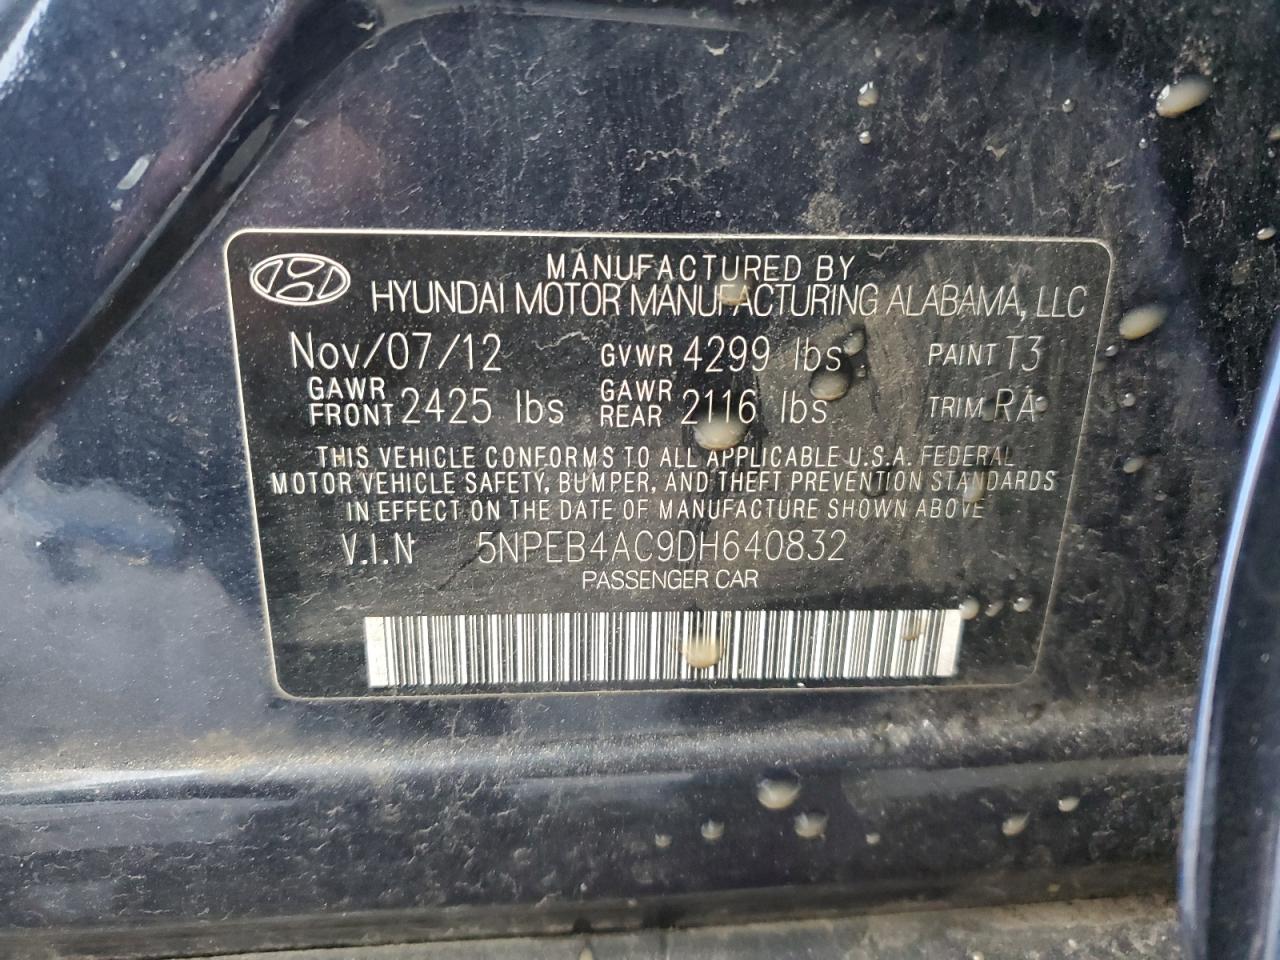 MANUFACTURED BY
HYUNDAI MOTOR MANUFACTURING ALABAMA, LLC
Nov/07/12 GVWR 4299 lbs PAINT T3
GAWR FRONT 2425 lbs GAWR REAR 2116 lbs TRIM RA
THIS VEHICLE CONFORMS TO ALL APPLICABLE U.S.A. FEDERAL
MOTOR VEHICLE SAFETY, BUMPER, AND THEFT PREVENTION STANDARDS
IN EFFECT ON THE DATE OF MANUFACTURE SHOWN ABOVE
V.I.N 5NPEB4AC9DH640832
PASSENGER CAR